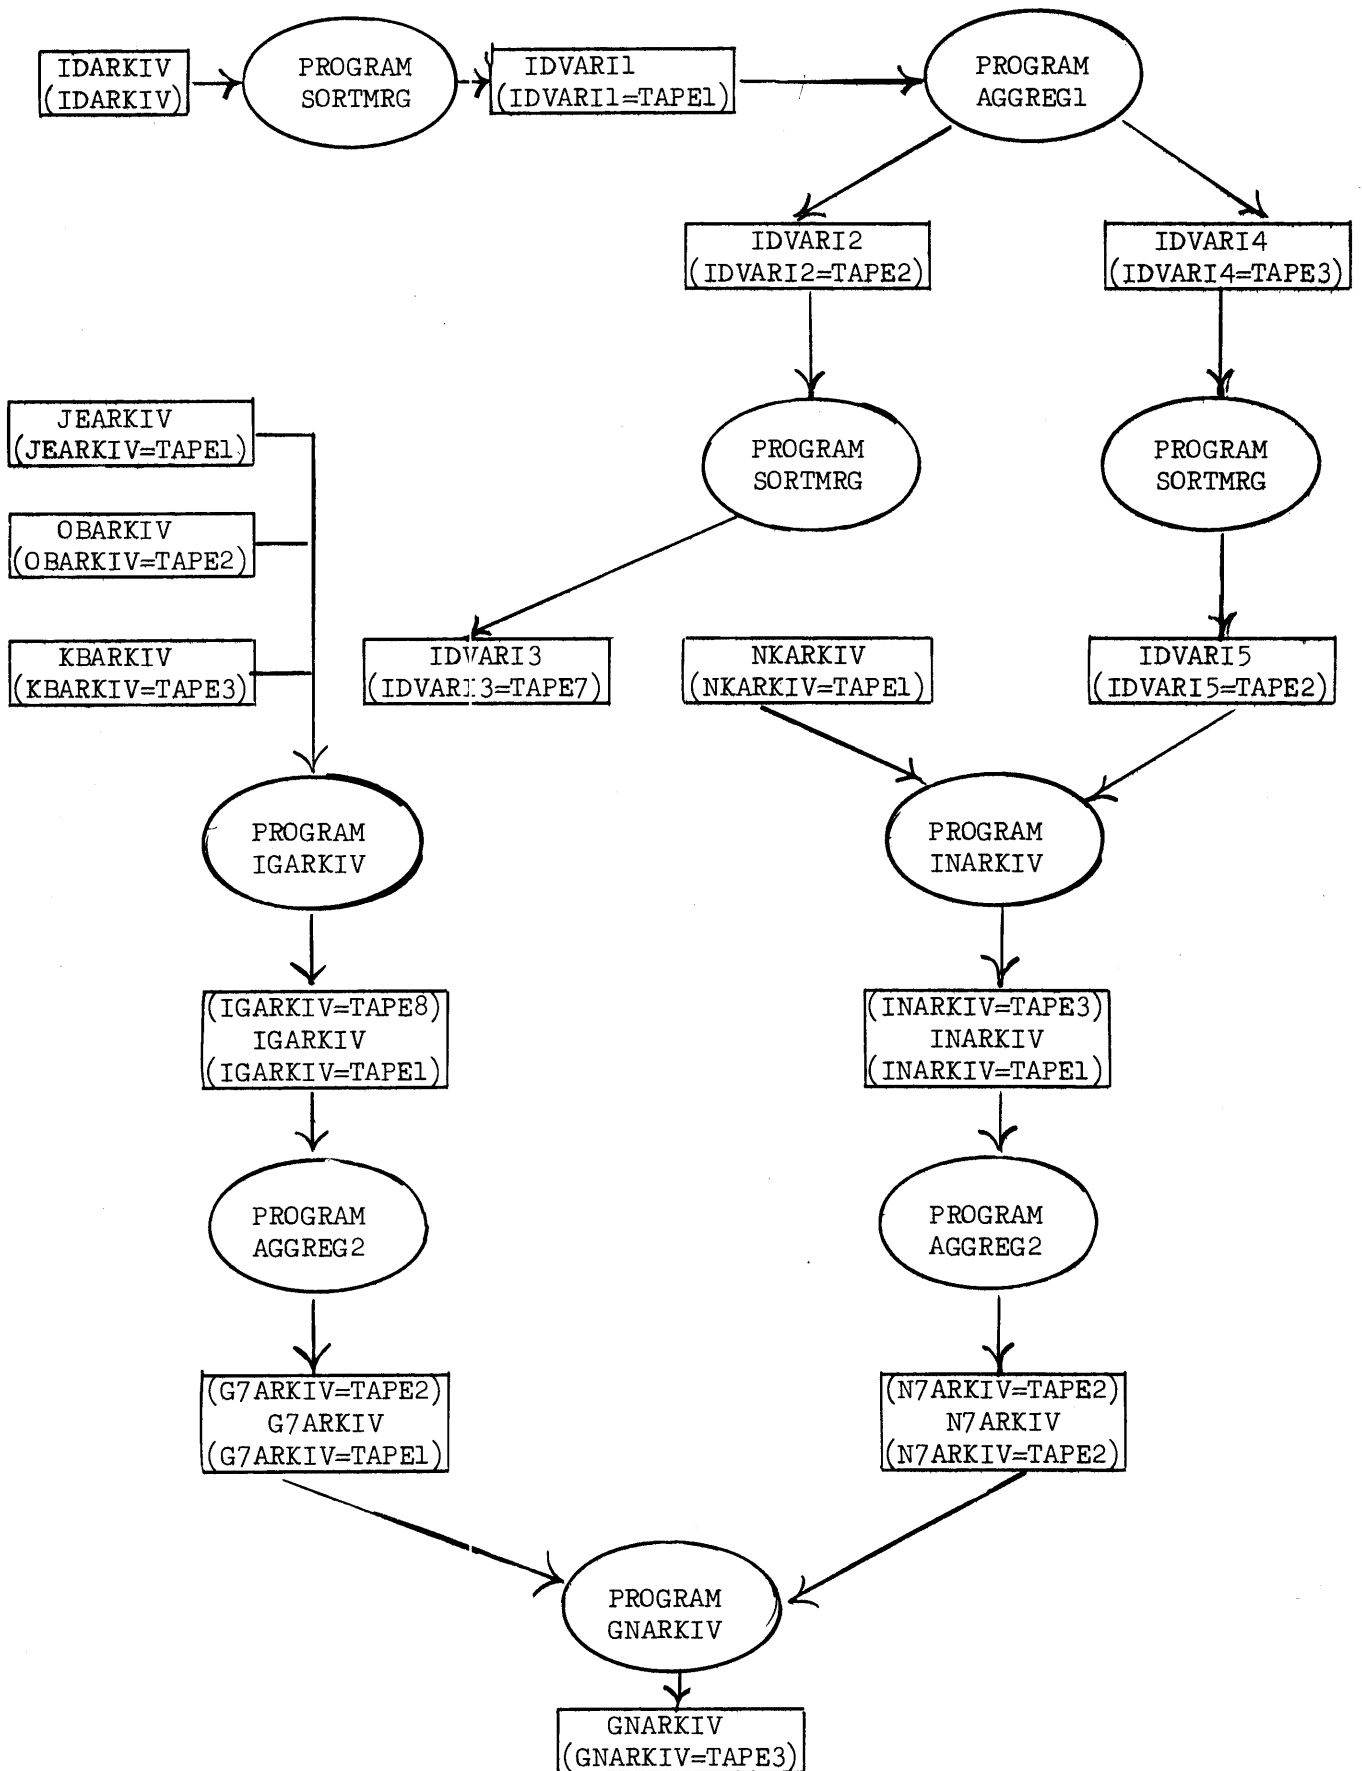 IDARKIV
(IDARKIV)
PROGRAM
SORTMRG
IDVARI1
(IDVARI1=TAPE1)
PROGRAM
AGGREG1
IDVARI2
(IDVARI2=TAPE2)
IDVARI4
(IDVARI4=TAPE3)
JEARKIV
(JEARKIV=TAPE1)
PROGRAM
SORTMRG
PROGRAM
SORTMRG
OBARKIV
(OBARKIV=TAPE2)
KBARKIV
(KBARKIV=TAPE3)
IDVARI3
(IDVARI3=TAPE7)
NKARKIV
(NKARKIV=TAPE1)
IDVARI5
(IDVARI5=TAPE2)
PROGRAM
IGARKIV
PROGRAM
INARKIV
(IGARKIV=TAPE8)
IGARKIV
(IGARKIV=TAPE1)
(INARKIV=TAPE3)
INARKIV
(INARKIV=TAPE1)
PROGRAM
AGGREG2
PROGRAM
AGGREG2
(G7ARKIV=TAPE2)
G7ARKIV
(G7ARKIV=TAPE1)
(N7ARKIV=TAPE2)
N7ARKIV
(N7ARKIV=TAPE2)
PROGRAM
GNARKIV
GNARKIV
(GNARKIV=TAPE3)